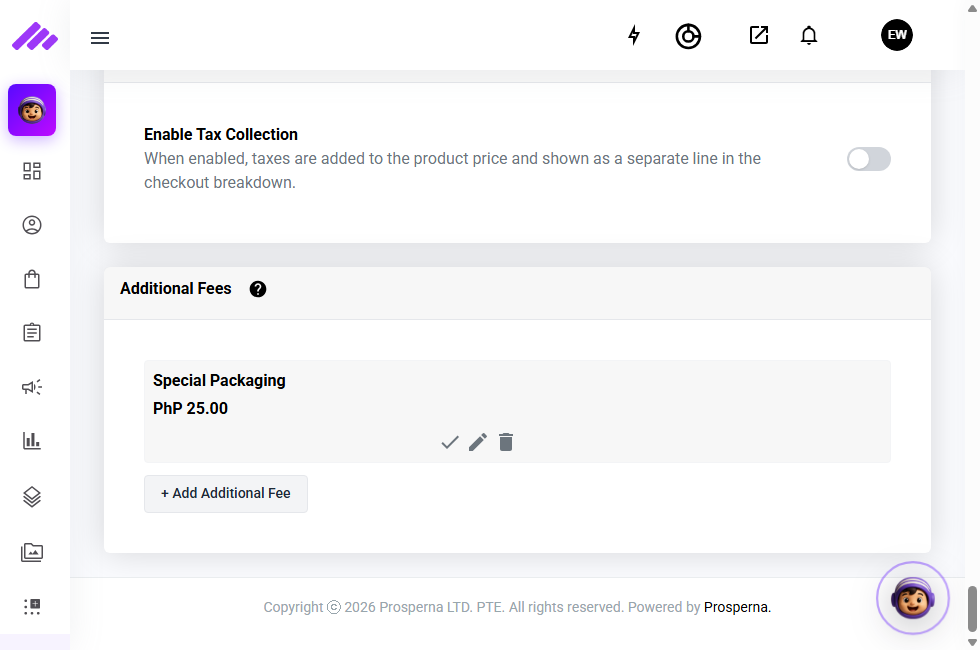 EW
Enable Tax Collection
When enabled, taxes are added to the product price and shown as a separate line in the
checkout breakdown.
Additional Fees
Special Packaging
PhP 25.00
+ Add Additional Fee
Copyright ⓒ 2026 Prosperna LTD. PTE. All rights reserved. Powered by Prosperna.